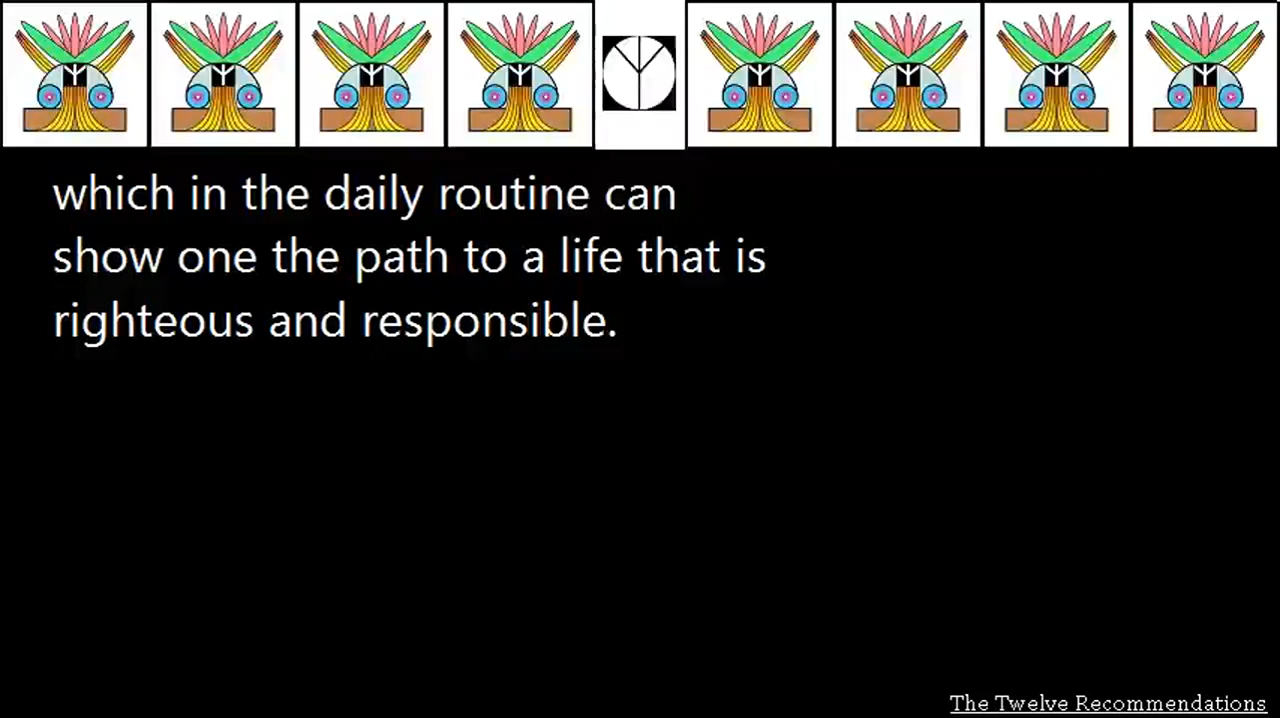 which in the daily routine can
show one the path to a life that is
righteous and responsible.
The Twelve Recommendations